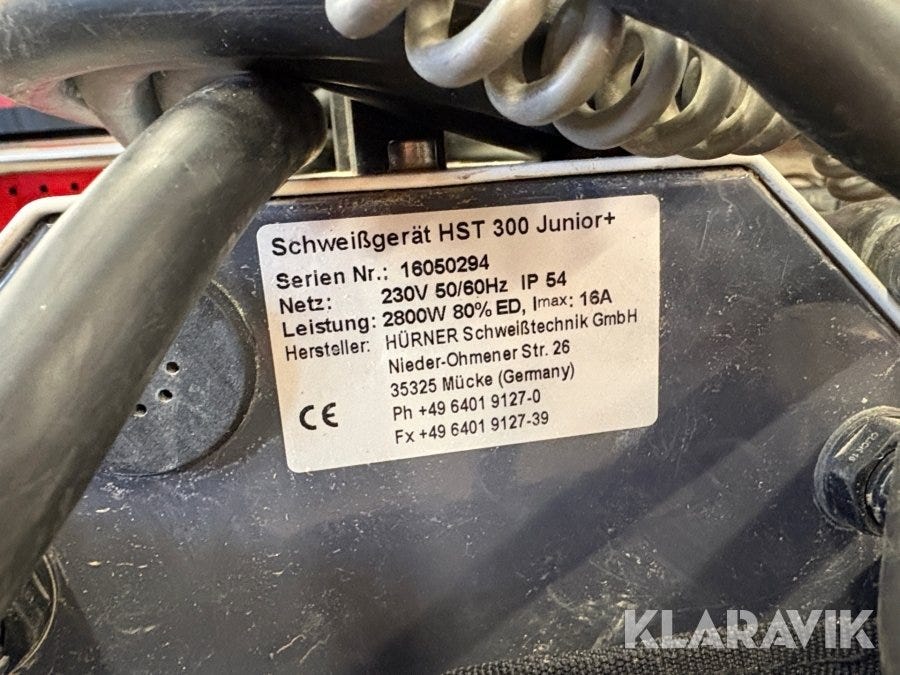 Schweißgerät HST 300 Junior+
Serien Nr.: 16050294
Netz: 230V 50/60Hz IP 54
Leistung: 2800W 80% ED, Imax: 16A
Hersteller: HÜRNER Schweißtechnik GmbH
Nieder-Ohmener Str. 26
35325 Mücke (Germany)
Ph +49 6401 9127-0
Fx +49 6401 9127-39
CE
KLARAVIK